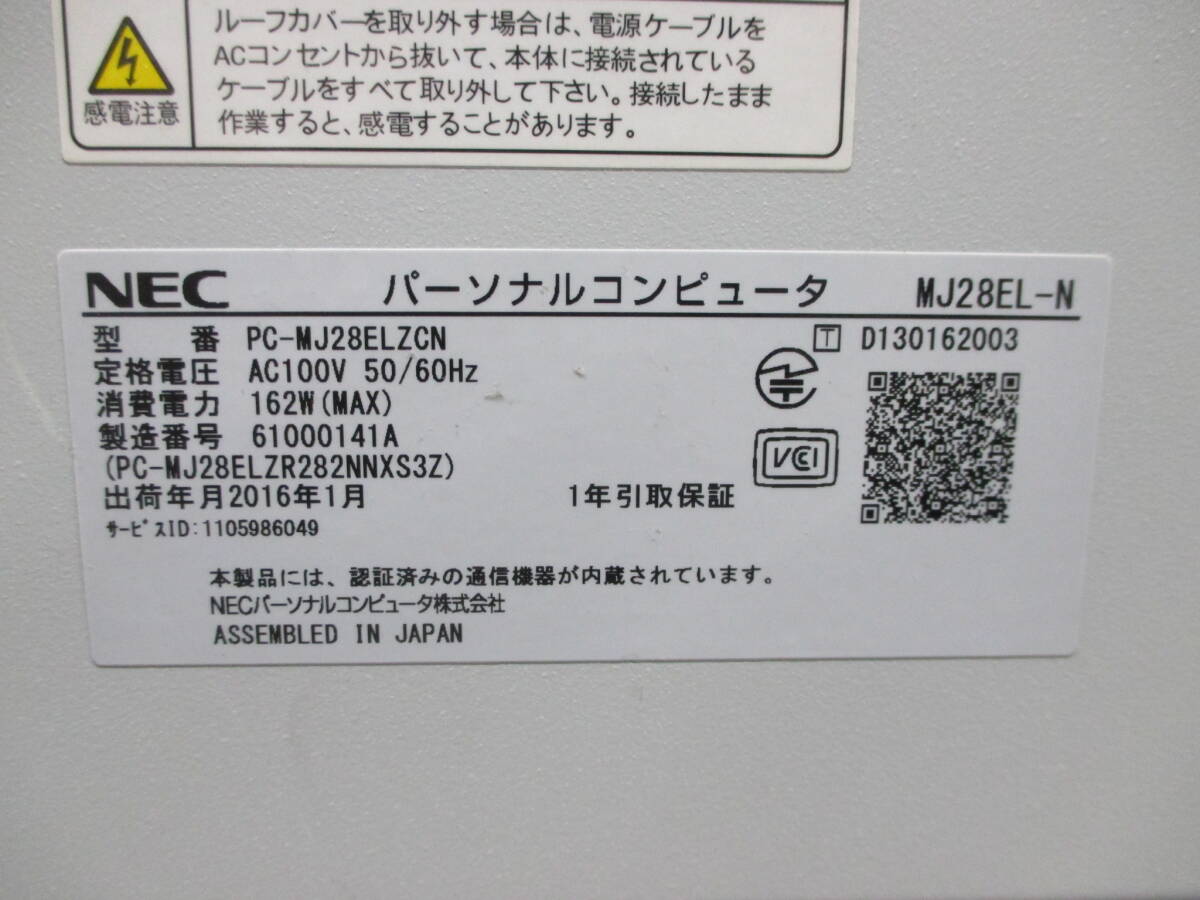 ルーフカバーを取り外す場合は、電源ケーブルを
ACコンセントから抜いて、本体に接続されている
ケーブルをすべて取り外して下さい。接続したまま
作業すると、感電することがあります。
感電注意
NEC パーソナルコンピュータ MJ28EL-N
型 番 PC-MJ28ELZCN
T D130162003
定格電圧 AC100V 50/60Hz
消費電力 162W(MAX)
製造番号 61000141A
(PC-MJ28ELZR282NNXS3Z)
VCCI
出荷年月2016年1月 1年引取保証
ｻｰﾋﾞｽID:1105986049
本製品には、認証済みの通信機器が内蔵されています。
NECパーソナルコンピュータ株式会社
ASSEMBLED IN JAPAN